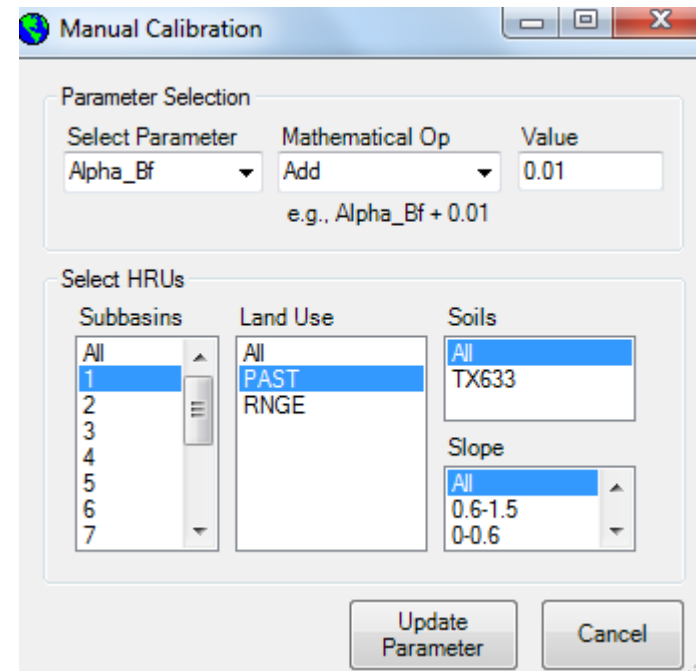 Manual Calibration
Parameter Selection
Select Parameter Mathematical Op Value
Alpha_Bf Add 0.01
e.g., Alpha_Bf + 0.01
Select HRUs
Subbasins Land Use Soils
All All All
1 PAST TX633
2 RNGE
3
4 Slope
5 All
6 0.6-1.5
7 0-0.6
Update
Parameter
Cancel